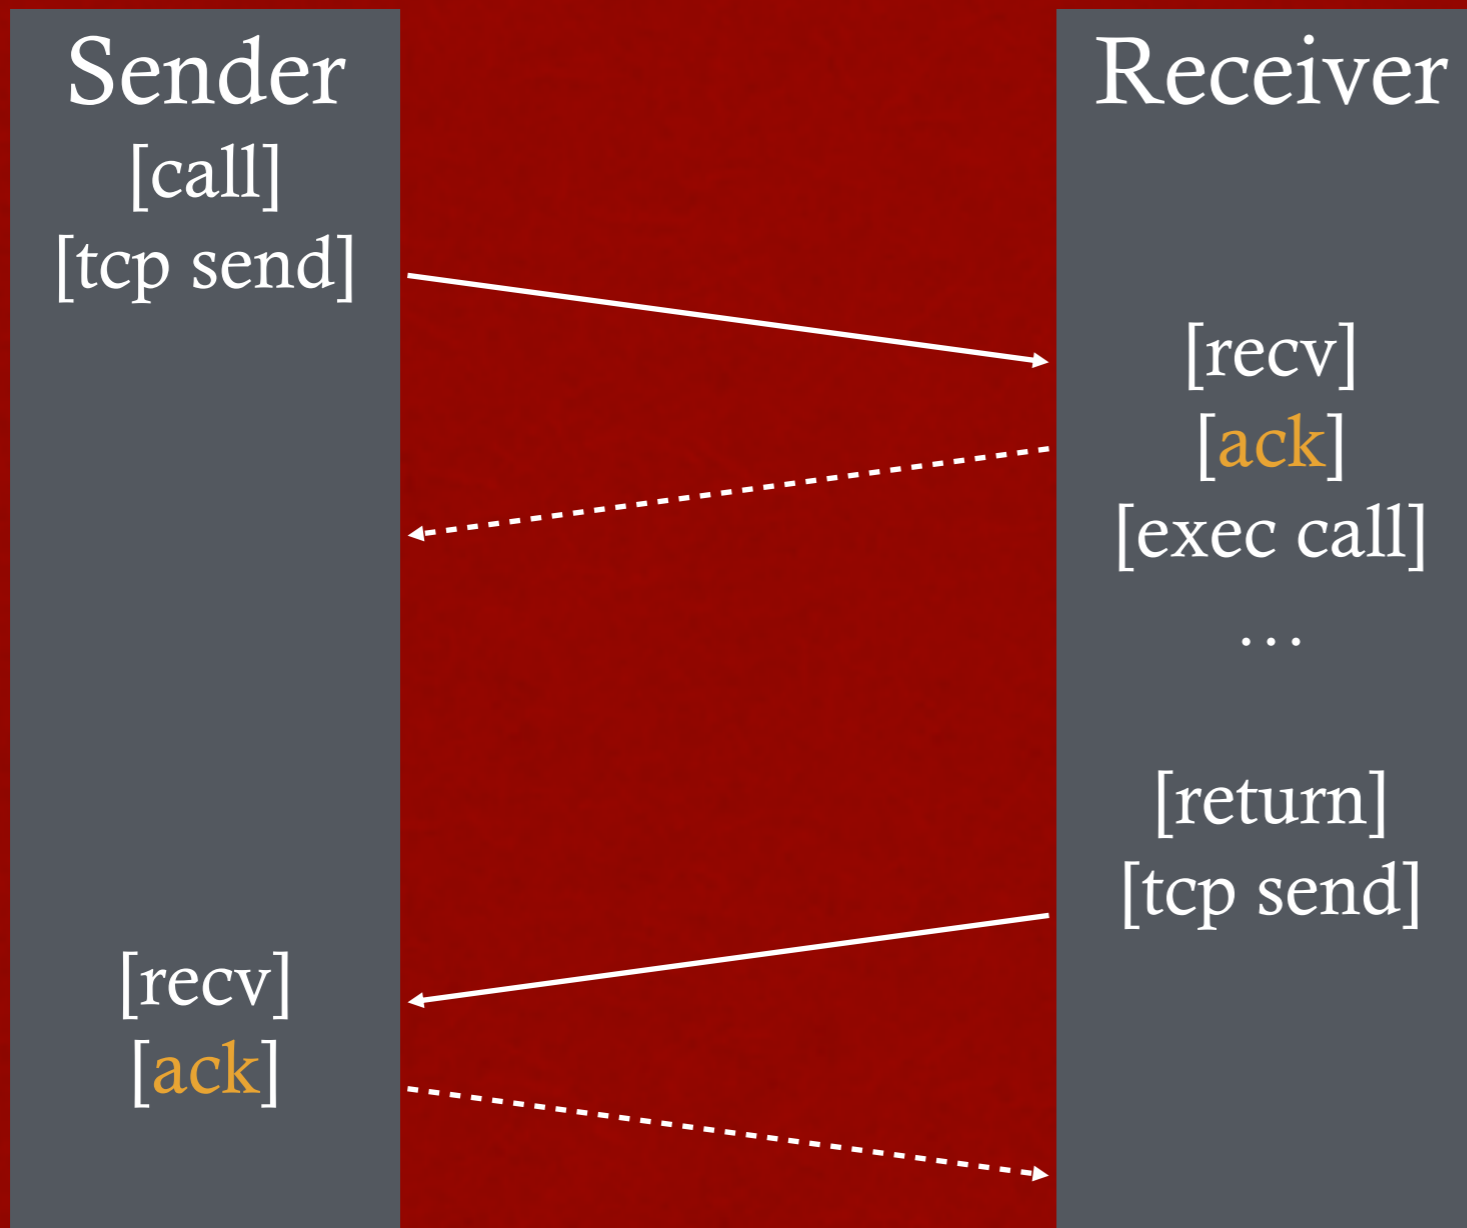 Sender
[call]
[tcp send]
[recv]
[ack]
Receiver
[recv]
[ack]
[exec call]
…
[return]
[tcp send]